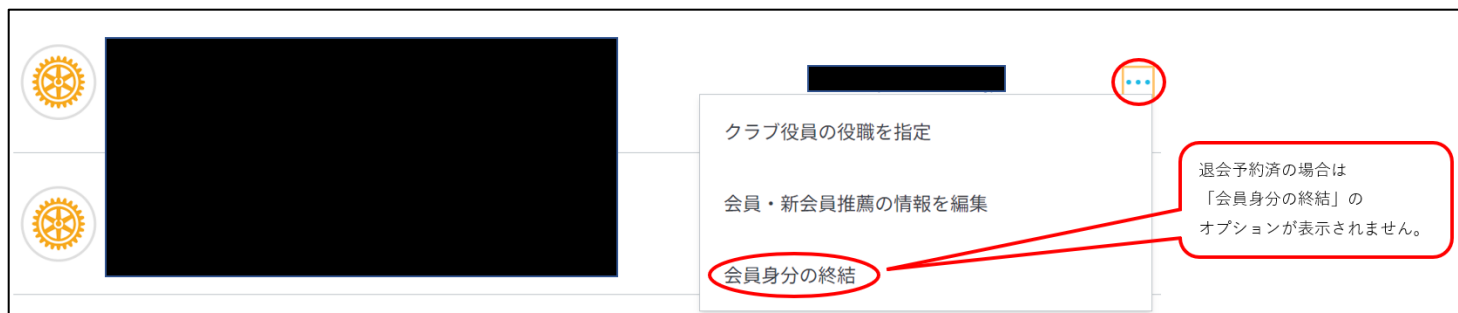 クラブ役員の役職を指定
会員・新会員推薦の情報を編集
会員身分の終結
退会予約済の場合は
「会員身分の終結」の
オプションが表示されません。